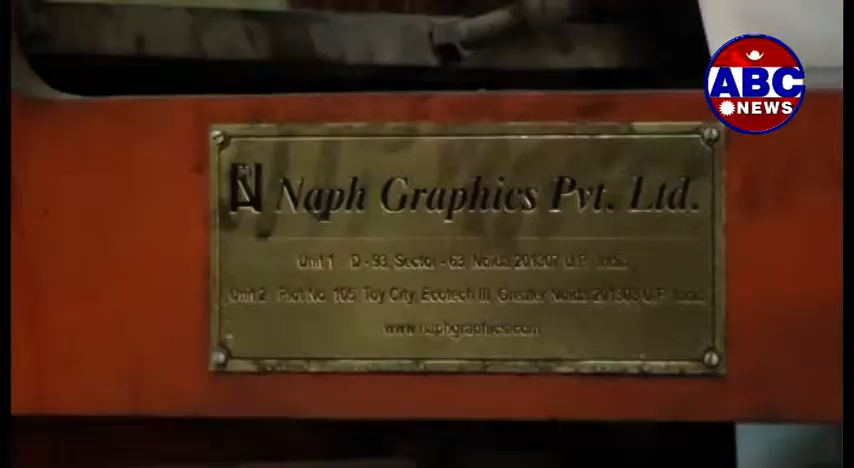 ABC
NEWS
Naph Graphics Pvt. Ltd.
Unit 1 D - 93, Sector - 63, Noida 201307 U.P. India
Unit 2 Plot No. 105 Toy City, Ecotech III, Greater Noida 201308 U.P. India
www.naphgraphics.com